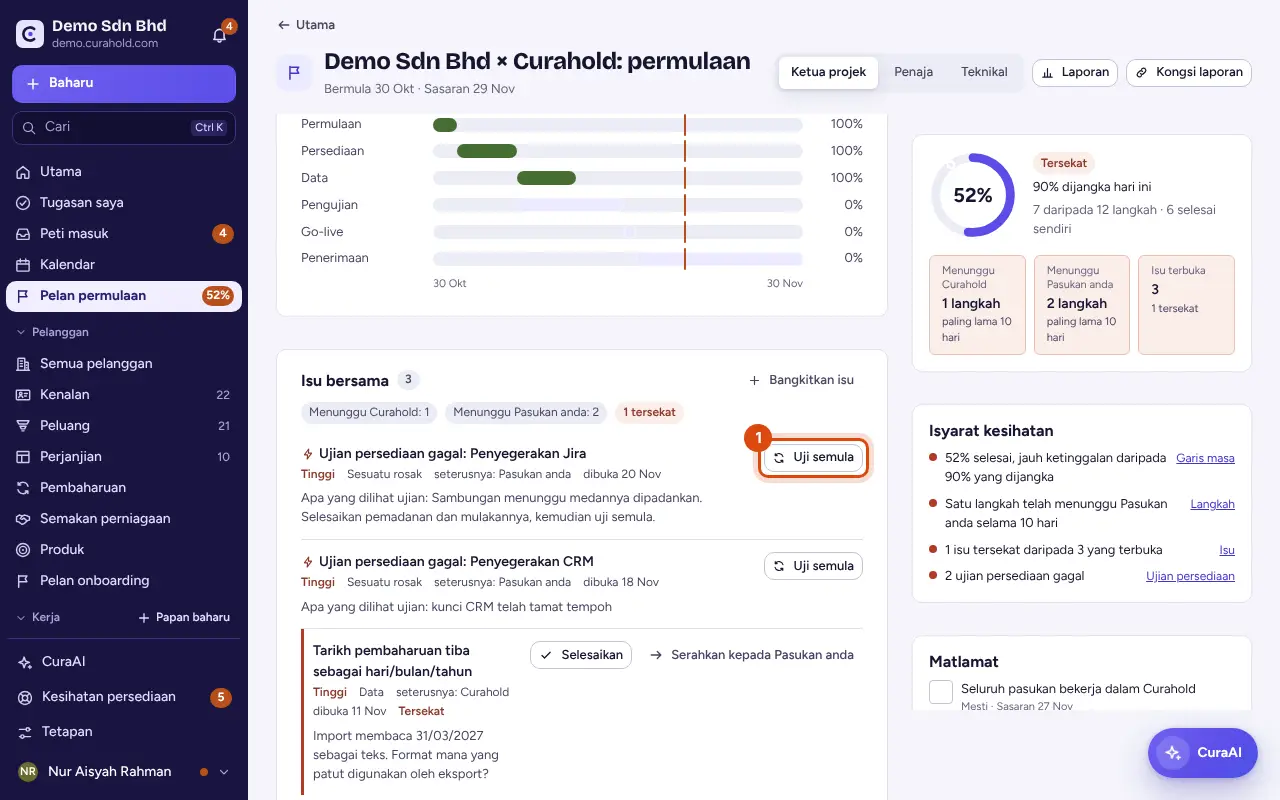 Demo Sdn Bhd
demo.curahold.com
4
Baharu
Cari
Ctrl K
Utama
Tugasan saya
Peti masuk
4
Kalendar
Pelan permulaan
52%
Pelanggan
Semua pelanggan
Kenalan
22
Peluang
21
Perjanjian
10
Pembaharuan
Semakan perniagaan
Produk
Pelan onboarding
Kerja
Papan baharu
CuraAI
Kesihatan persediaan
5
Tetapan
NR
Nur Aisyah Rahman
Utama
Demo Sdn Bhd × Curahold: permulaan
Bermula 30 Okt · Sasaran 29 Nov
Ketua projek
Penaja
Teknikal
Laporan
Kongsi laporan
Permulaan
100%
Persediaan
100%
Data
100%
Pengujian
0%
Go-live
0%
Penerimaan
0%
30 Okt
30 Nov
Isu bersama
3
Bangkitkan isu
Menunggu Curahold: 1
Menunggu Pasukan anda: 2
1 tersekat
1
Ujian persediaan gagal: Penyegerakan Jira
Uji semula
Tinggi Sesuatu rosak seterusnya: Pasukan anda dibuka 20 Nov
Apa yang dilihat ujian: Sambungan menunggu medannya dipadankan.
Selesaikan pemadanan dan mulakannya, kemudian uji semula.
Ujian persediaan gagal: Penyegerakan CRM
Uji semula
Tinggi Sesuatu rosak seterusnya: Pasukan anda dibuka 18 Nov
Apa yang dilihat ujian: kunci CRM telah tamat tempoh
Tarikh pembaharuan tiba
sebagai hari/bulan/tahun
Selesaikan
Serahkan kepada Pasukan anda
Tinggi Data seterusnya: Curahold
dibuka 11 Nov Tersekat
Import membaca 31/03/2027
sebagai teks. Format mana yang
patut digunakan oleh eksport?
52%
Tersekat
90% dijangka hari ini
7 daripada 12 langkah · 6 selesai
sendiri
Menunggu
Curahold
1 langkah
paling lama 10
hari
Menunggu
Pasukan anda
2 langkah
paling lama 10
hari
Isu terbuka
3
1 tersekat
Isyarat kesihatan
52% selesai, jauh ketinggalan daripada
90% yang dijangka
Garis masa
Satu langkah telah menunggu Pasukan
anda selama 10 hari
Langkah
1 isu tersekat daripada 3 yang terbuka
Isu
2 ujian persediaan gagal
Ujian persediaan
Matlamat
Seluruh pasukan bekerja dalam Curahold
Mesti · Sasaran 27 Nov
CuraAI